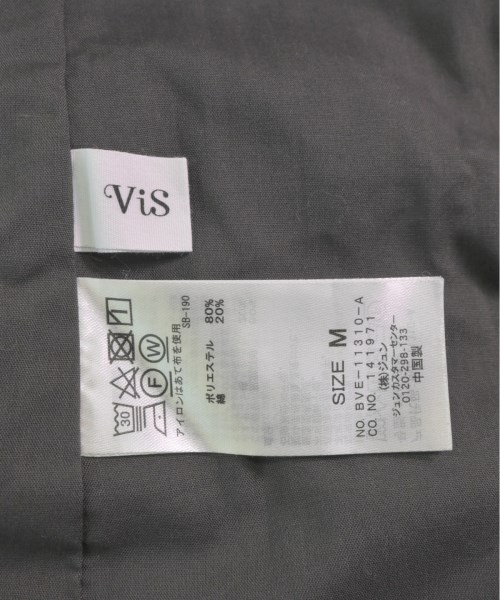 ViS
30
F W
アイロンはあて布を使用
SB-190
ポリエステル 80%
綿 20%
SIZE M
NO. BVE-11310-A
CO. NO. 141971
(株)ジュン
ジュンカスタマーセンター
0120-298-133
中国製